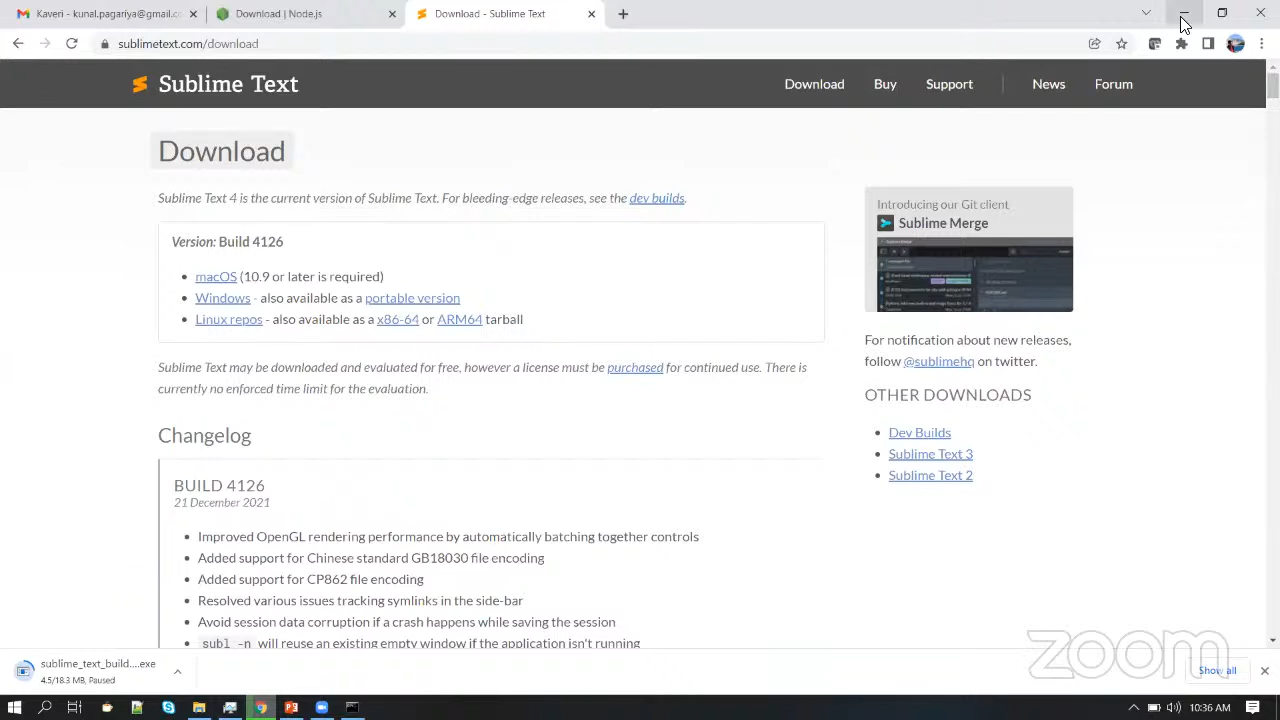 Kaveri - kunal.pagariya@gmail.c
Download | Node.js
Download - Sublime Text
sublimetext.com/download
Sublime Text
Download
Buy
Support
News
Forum
Download
Sublime Text 4 is the current version of Sublime Text. For bleeding-edge releases, see the dev builds.
Version: Build 4126
macOS (10.9 or later is required)
Windows - also available as a portable version
Linux repos - also available as a x86-64 or ARM64 tarball
Sublime Text may be downloaded and evaluated for free, however a license must be purchased for continued use. There is
currently no enforced time limit for the evaluation.
Changelog
BUILD 4126
21 December 2021
Improved OpenGL rendering performance by automatically batching together controls
Added support for Chinese standard GB18030 file encoding
Added support for CP862 file encoding
Resolved various issues tracking symlinks in the side-bar
Avoid session data corruption if a crash happens while saving the session
subl -n will reuse an existing empty window if the application isn't running
Introducing our Git client
Sublime Merge
For notification about new releases,
follow @sublimehq on twitter.
OTHER DOWNLOADS
Dev Builds
Sublime Text 3
Sublime Text 2
zoom
sublime_text_build....exe
4.5/18.3 MB, Paused
Show all
10:36 AM